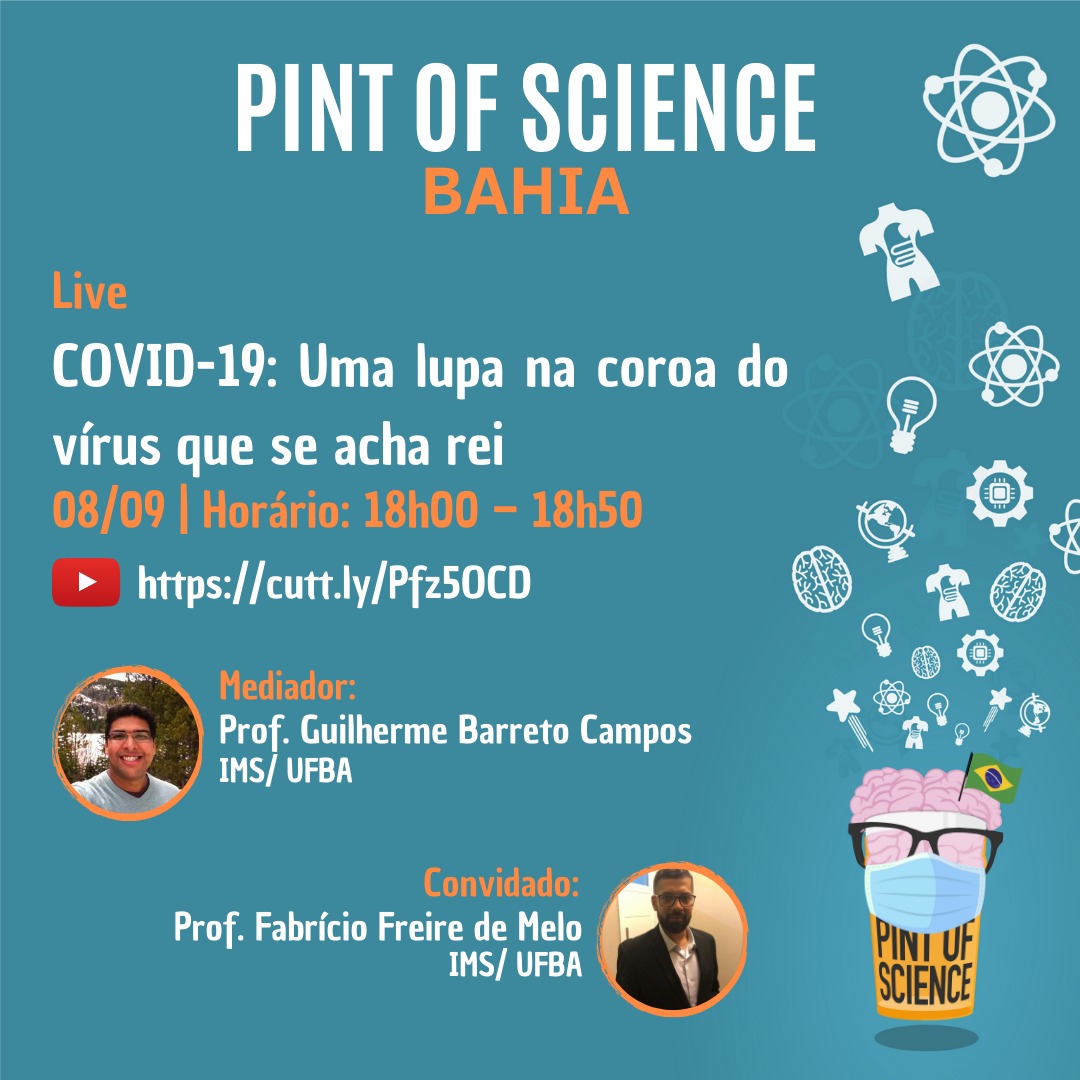 PINT OF SCIENCE
BAHIA
Live
COVID-19: Uma lupa na coroa do
vírus que se acha rei
08/09 | Horário: 18h00 – 18h50
https://cutt.ly/Pfz5OCD
Mediador:
Prof. Guilherme Barreto Campos
IMS/ UFBA
Convidado:
Prof. Fabrício Freire de Melo
IMS/ UFBA
PINT OF
SCIENCE